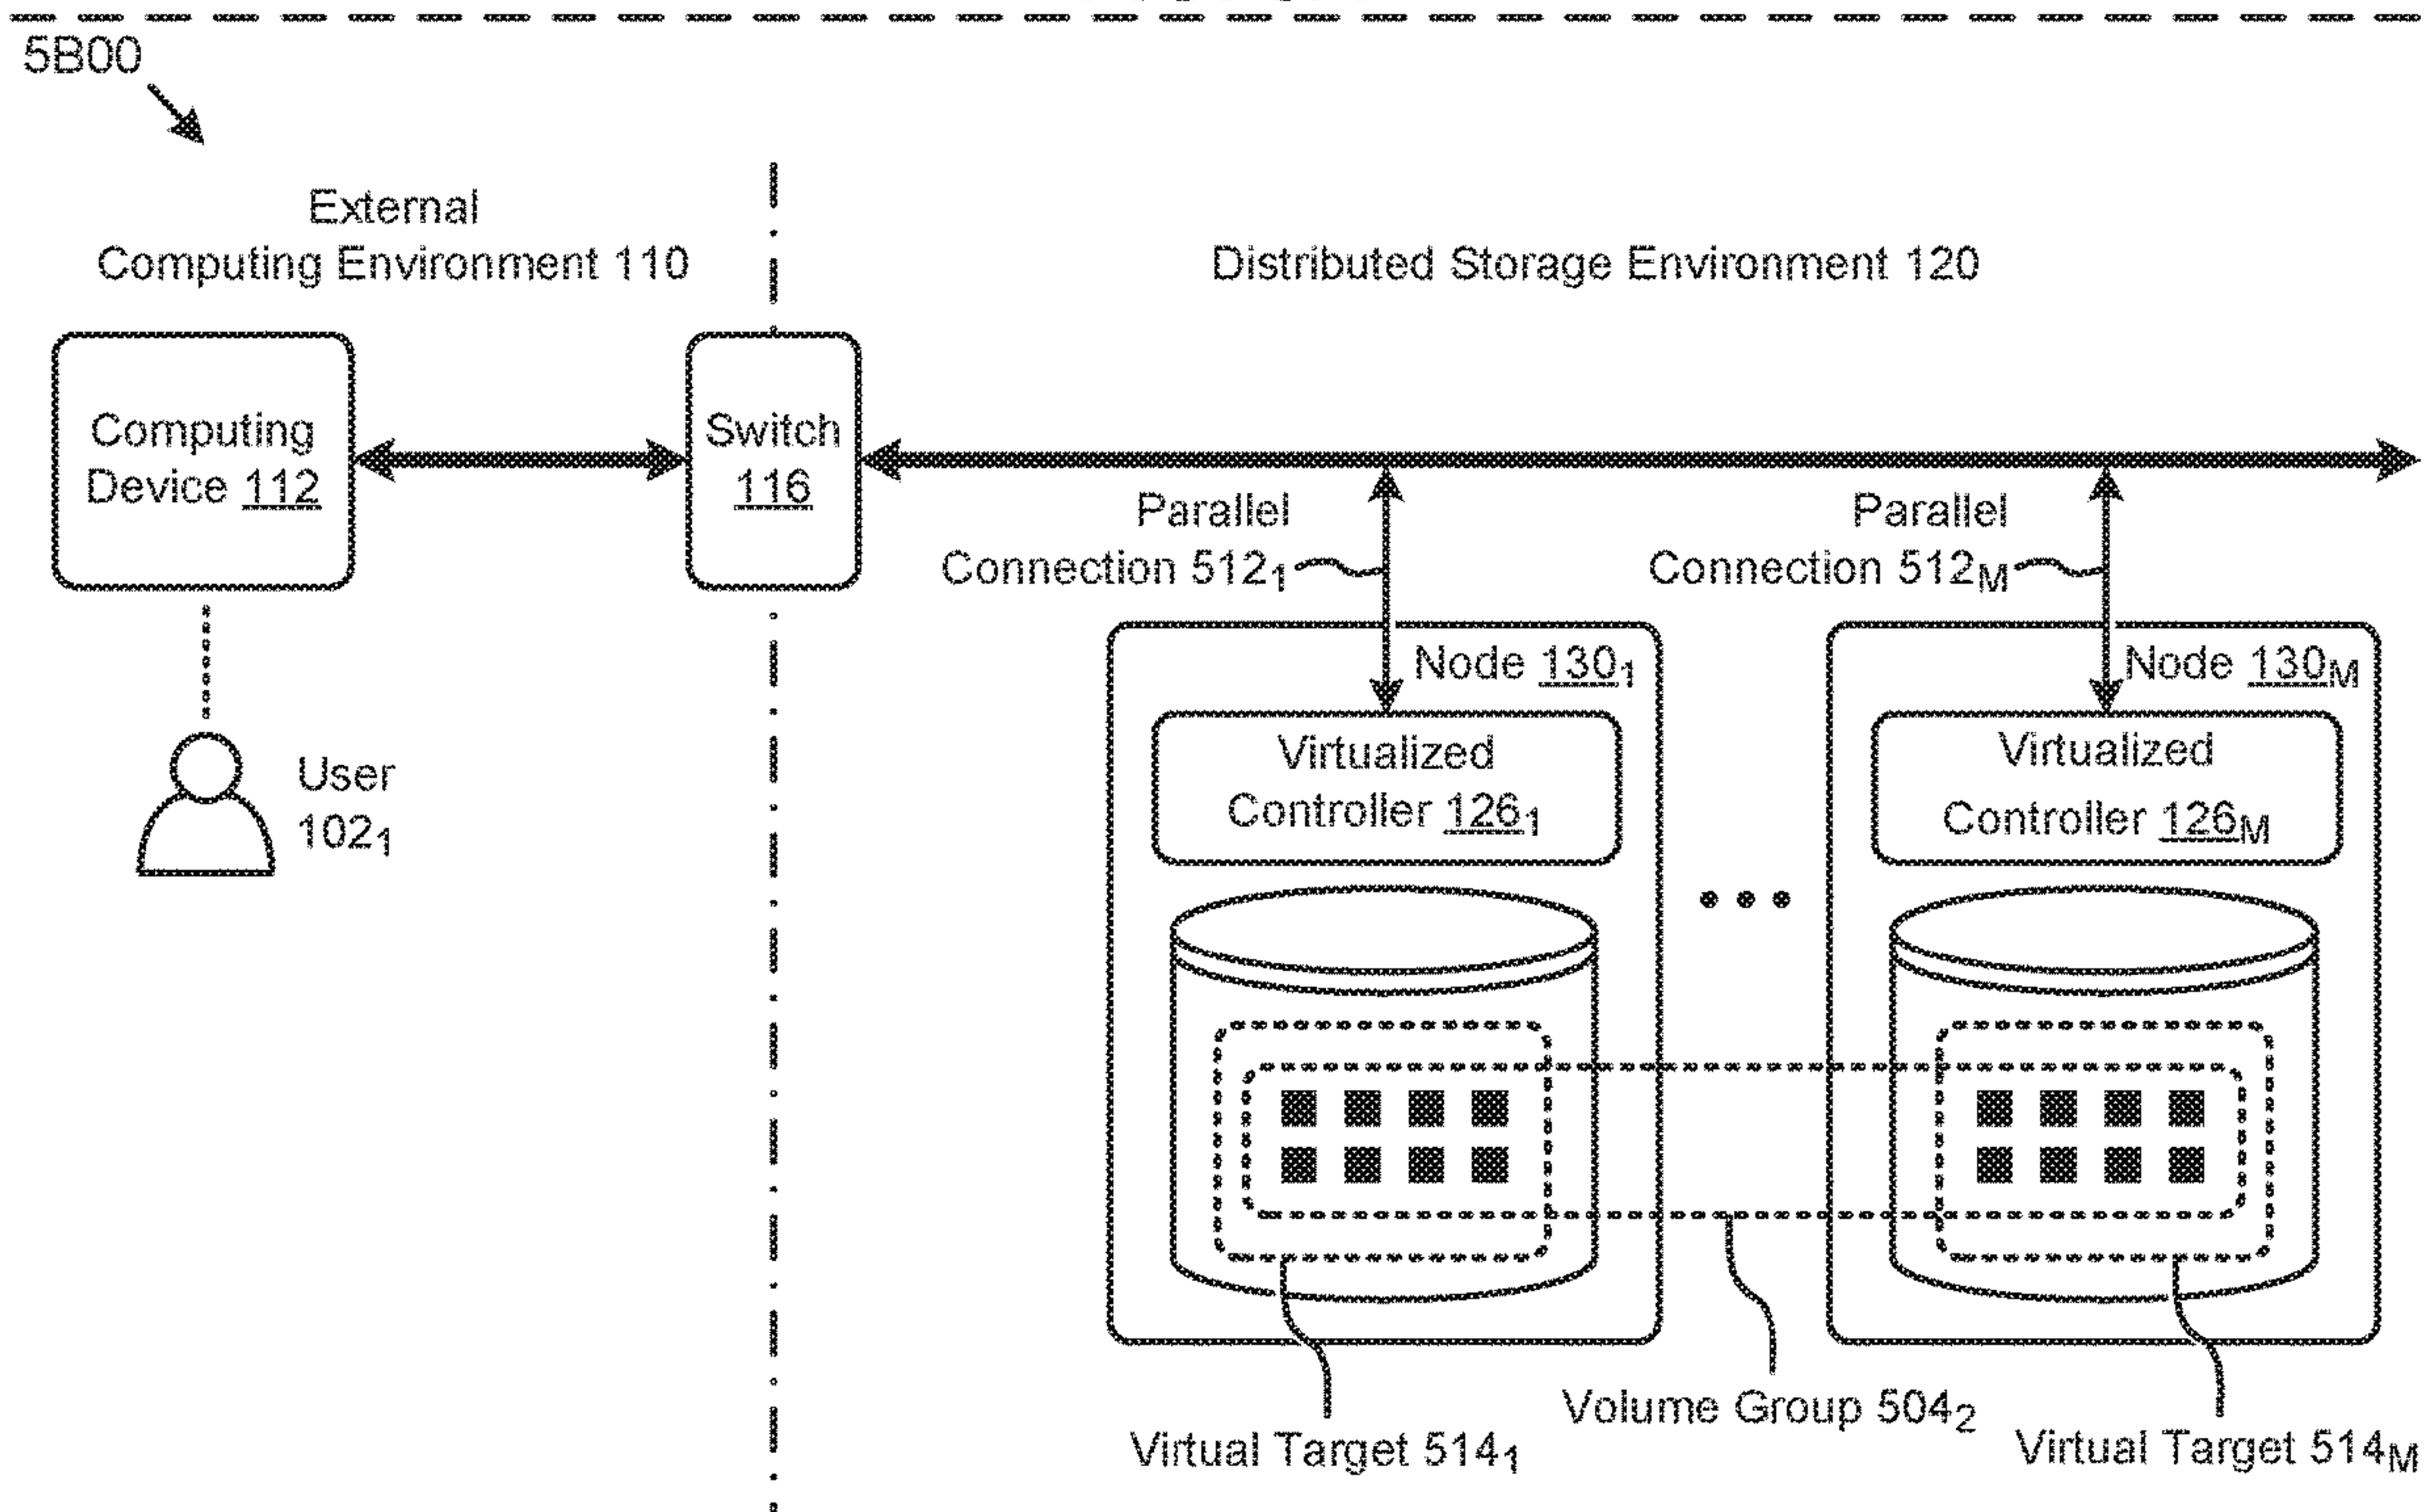 5B00
External
Computing Environment 110
Distributed Storage Environment 120
Computing
Device 112
Switch
116
Parallel
Connection 512₁
Parallel
Connection 512M
User
102₁
Node 130₁
Virtualized
Controller 126₁
Node 130M
Virtualized
Controller 126M
Volume Group 504₂
Virtual Target 514₁
Virtual Target 514M